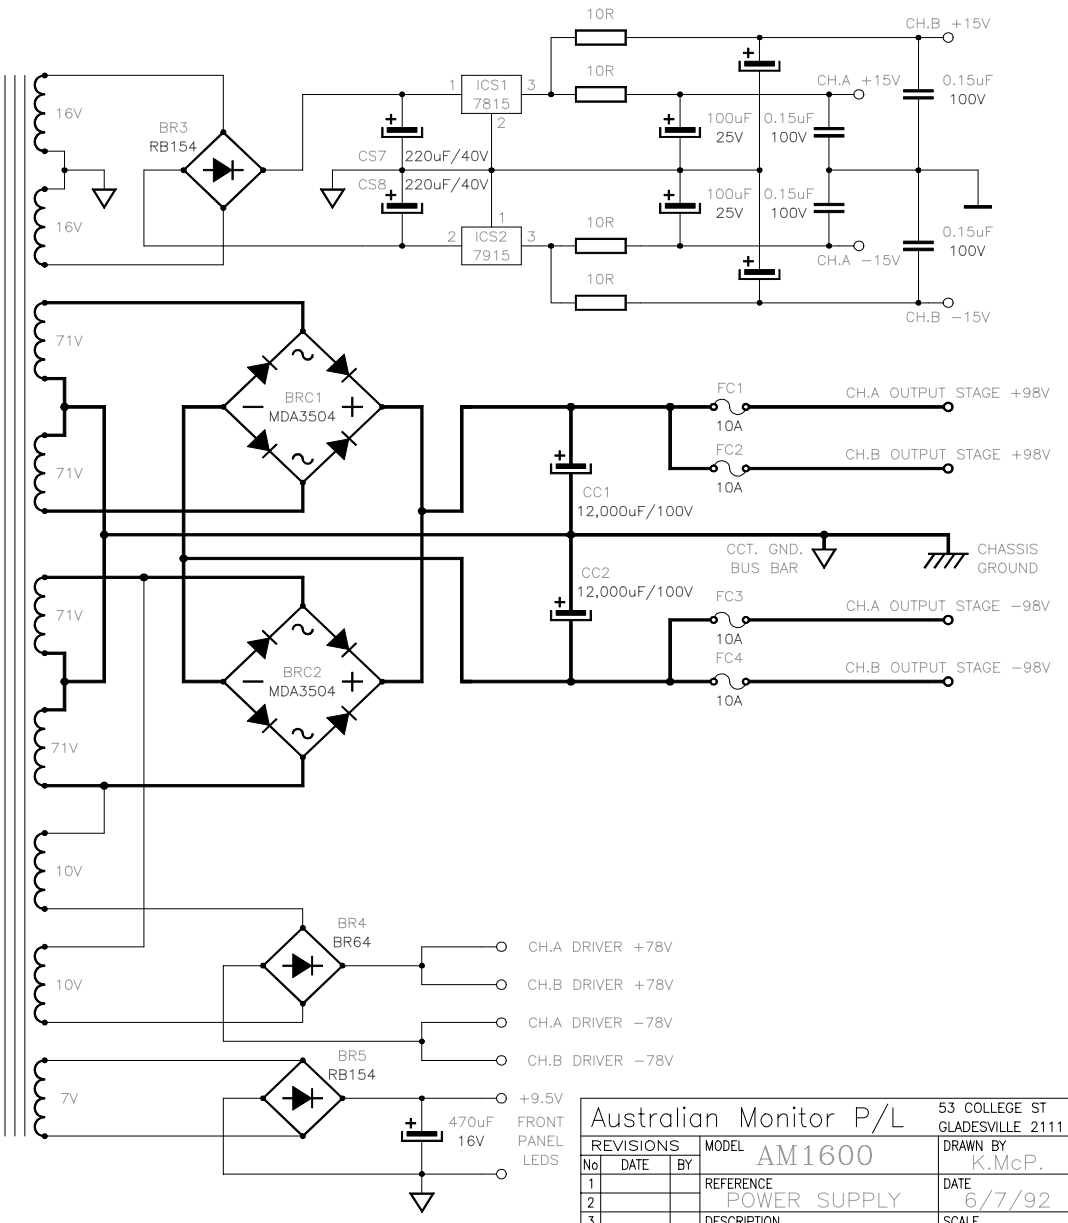 10R
CH.B +15V
10R
CH.A +15V
16V
BR3
RB154
1
ICS1
7815
3
2
+
+
+
100uF
25V
0.15uF
100V
0.15uF
100V
CS7
220uF/40V
CS8
220uF/40V
+
+
100uF
25V
0.15uF
100V
0.15uF
100V
16V
1
2
ICS2
7915
3
10R
CH.A -15V
+
10R
CH.B -15V
71V
BRC1
MDA3504
- +
FC1
10A
CH.A OUTPUT STAGE +98V
FC2
10A
CH.B OUTPUT STAGE +98V
71V
+
CC1
12,000uF/100V
CCT. GND.
BUS BAR
CHASSIS
GROUND
CC2
12,000uF/100V
+
71V
FC3
10A
CH.A OUTPUT STAGE -98V
BRC2
MDA3504
- +
FC4
10A
CH.B OUTPUT STAGE -98V
71V
10V
BR4
BR64
CH.A DRIVER +78V
CH.B DRIVER +78V
10V
CH.A DRIVER -78V
CH.B DRIVER -78V
BR5
RB154
7V
+9.5V
FRONT
PANEL
LEDS
+
470uF
16V
Australian Monitor P/L
53 COLLEGE ST
GLADESVILLE 2111
REVISIONS
No DATE BY
1
2
3
MODEL
AM1600
DRAWN BY
K.McP.
REFERENCE
POWER SUPPLY
DATE
6/7/92
DESCRIPTION
SCALE